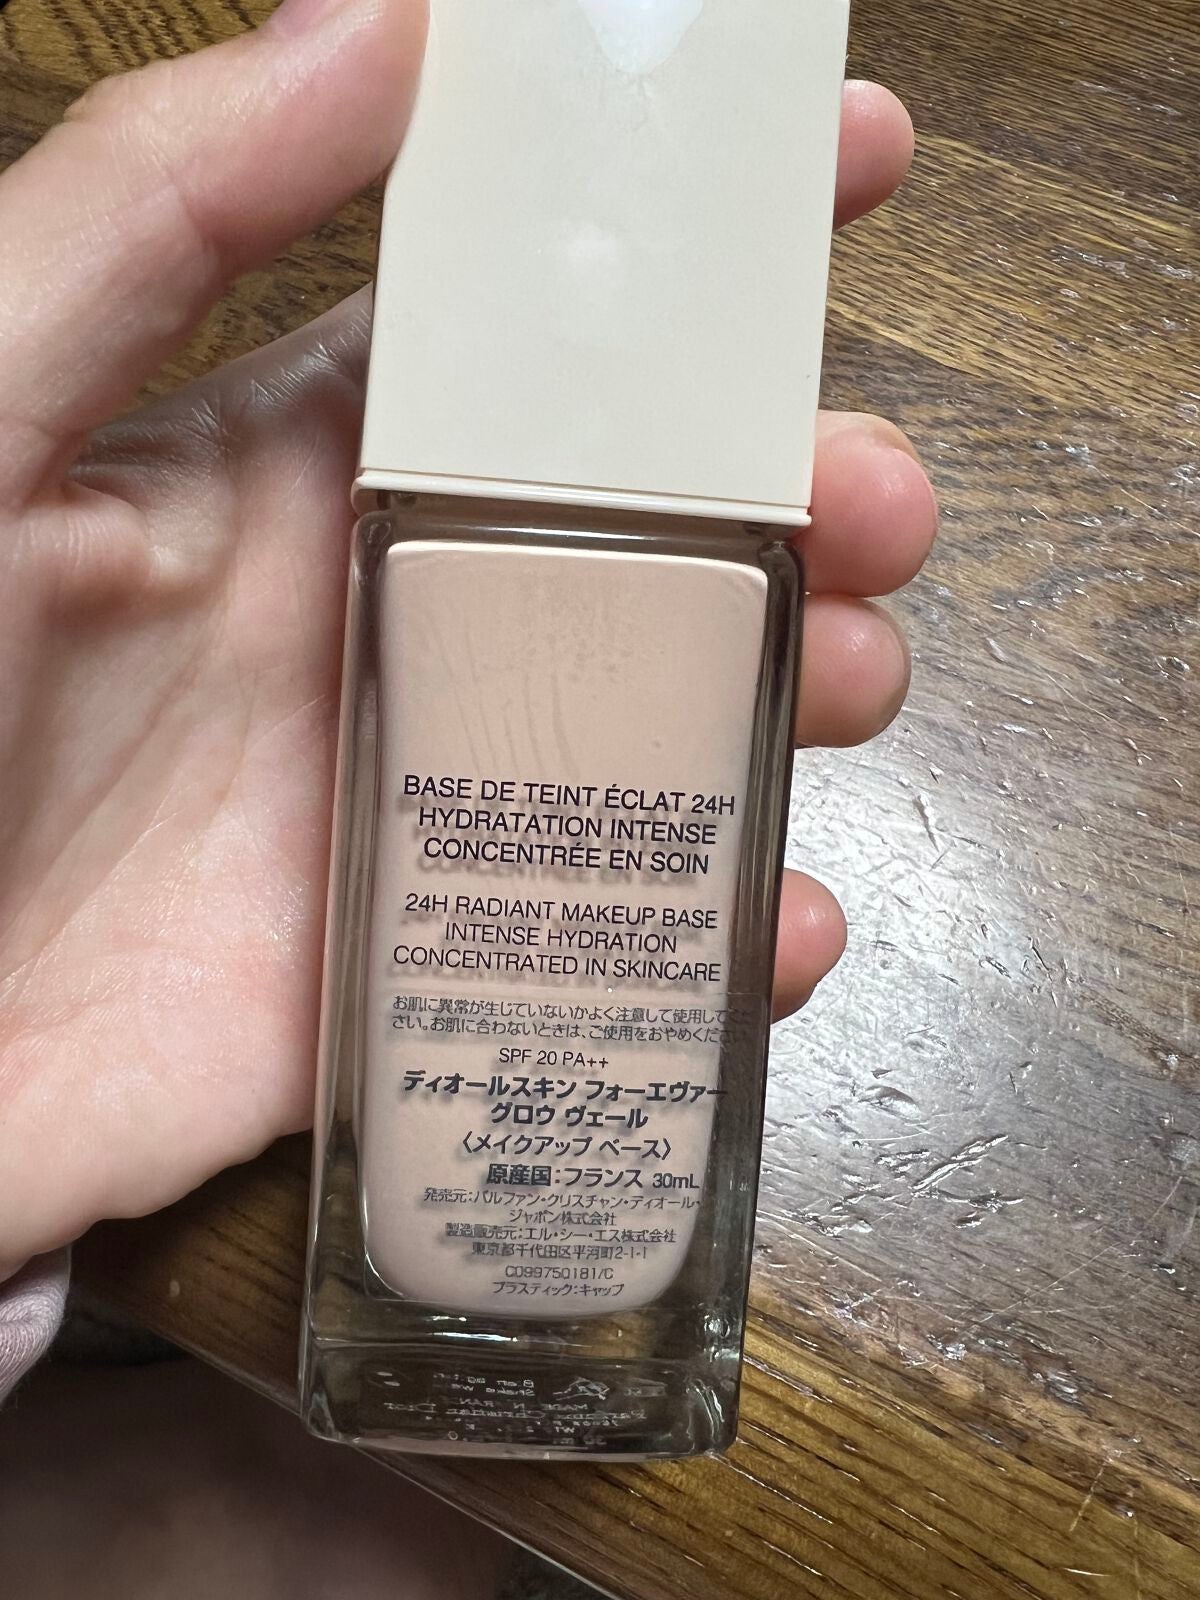 BASE DE TEINT ÉCLAT 24H
HYDRATATION INTENSE
CONCENTRÉE EN SOIN
24H RADIANT MAKEUP BASE
INTENSE HYDRATION
CONCENTRATED IN SKINCARE
お肌に異常が生じていないかよく注意して使用してくだ
さい。お肌に合わないときは、ご使用をおやめください
SPF 20 PA++
ディオールスキン フォーエヴァー
グロウ ヴェール
〈メイクアップ ベース〉
原産国:フランス 30mL
発売元:パルファン・クリスチャン・ディオール・
ジャポン株式会社
製造販売元:エル・シー・エス株式会社
東京都千代田区平河町2-1-1
C099750181/C
プラスティック:キャップ